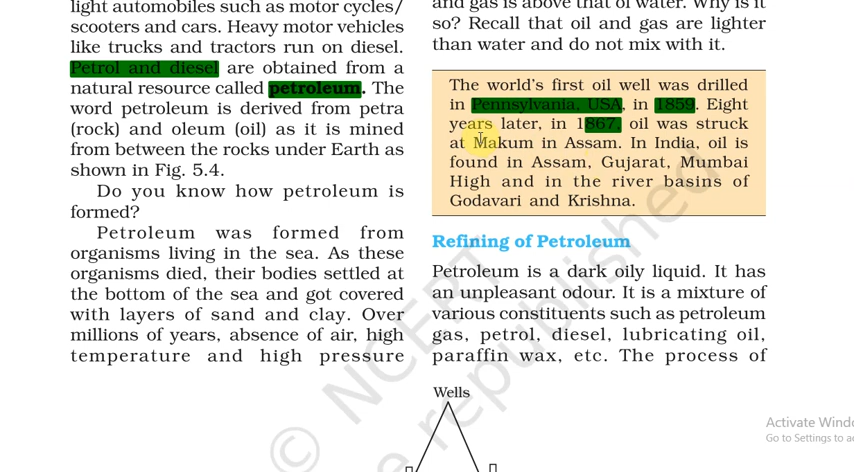 light automobiles such as motor cycles/
scooters and cars. Heavy motor vehicles
like trucks and tractors run on diesel.
Petrol and diesel are obtained from a
natural resource called petroleum. The
word petroleum is derived from petra
(rock) and oleum (oil) as it is mined
from between the rocks under Earth as
shown in Fig. 5.4.
Do you know how petroleum is
formed?
Petroleum was formed from
organisms living in the sea. As these
organisms died, their bodies settled at
the bottom of the sea and got covered
with layers of sand and clay. Over
millions of years, absence of air, high
temperature and high pressure
and gas is above that of water. Why is it
so? Recall that oil and gas are lighter
than water and do not mix with it.
The world's first oil well was drilled
in Pennsylvania, USA, in 1859. Eight
years later, in 1867, oil was struck
at Makum in Assam. In India, oil is
found in Assam, Gujarat, Mumbai
High and in the river basins of
Godavari and Krishna.
Refining of Petroleum
Petroleum is a dark oily liquid. It has
an unpleasant odour. It is a mixture of
various constituents such as petroleum
gas, petrol, diesel, lubricating oil,
paraffin wax, etc. The process of
Wells
© NCERT
be republished
Activate Windo
Go to Settings to a